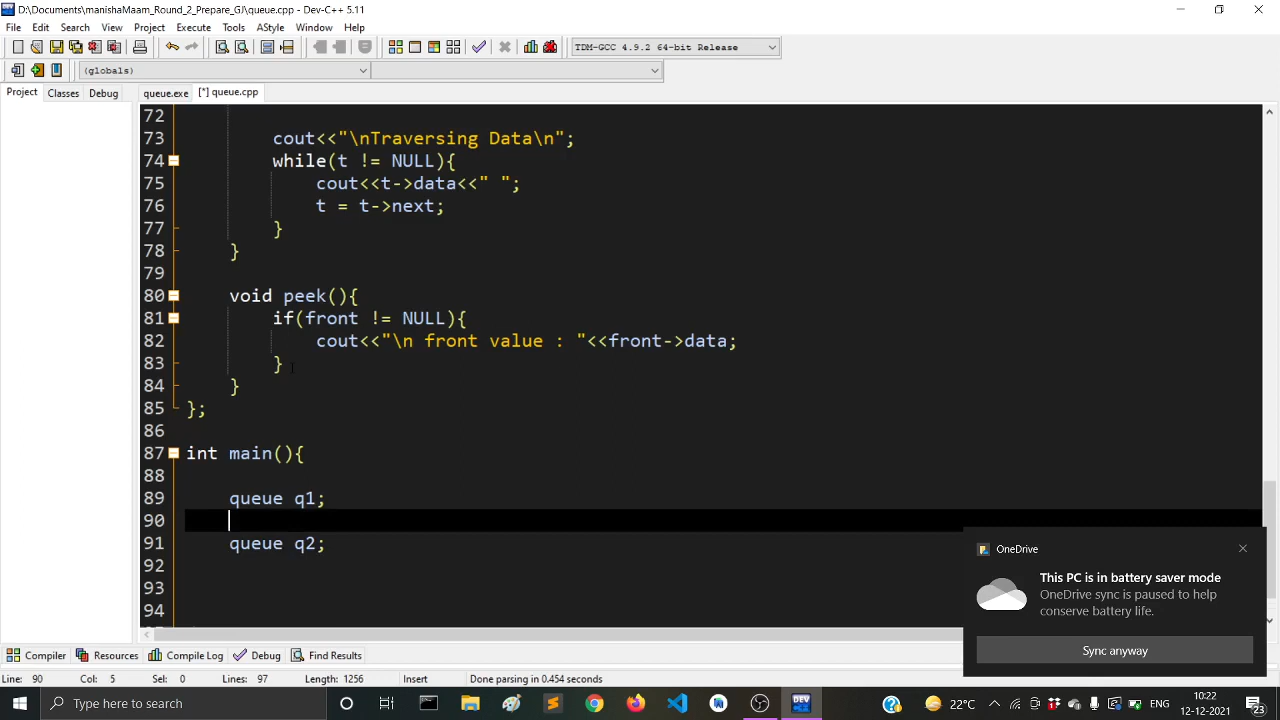 D:\Documents\manishaMaam_Round_2_Prepare_GJ\queue.cpp - Dev-C++ 5.11
File Edit Search View Project Execute Tools AStyle Window Help
TDM-GCC 4.9.2 64-bit Release
(globals)
Project Classes Debug queue.exe [*] queue.cpp
72
73 cout<<"\nTraversing Data\n";
74 while(t != NULL){
75 cout<<t->data<<" ";
76 t = t->next;
77 }
78 }
79
80 void peek(){
81 if(front != NULL){
82 cout<<"\n front value : "<<front->data;
83 }
84 }
85 };
86
87 int main(){
88
89 queue q1;
90
91 queue q2;
92
93
94
OneDrive
This PC is in battery saver mode
OneDrive sync is paused to help
conserve battery life.
Sync anyway
Compiler Resources Compile Log Debug Find Results
Line: 90 Col: 5 Sel: 0 Lines: 97 Length: 1256 Insert Done parsing in 0.454 seconds
Type here to search
22°C
ENG
10:22
12-12-2021
23